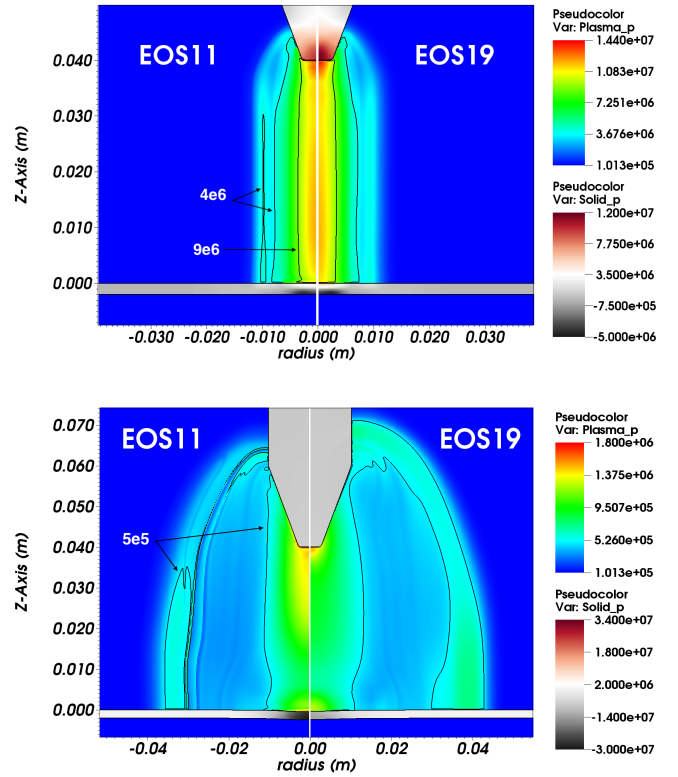 EOS11 EOS19
Z-Axis (m)
0.040
0.030
0.020
0.010
0.000
4e6
9e6
-0.030 -0.020 -0.010 0.000 0.010 0.020 0.030
radius (m)
Pseudocolor
Var: Plasma_p
1.440e+07
1.083e+07
7.251e+06
3.676e+06
1.013e+05
Pseudocolor
Var: Solid_p
1.200e+07
7.750e+06
3.500e+06
-7.500e+05
-5.000e+06
EOS11 EOS19
Z-Axis (m)
0.070
0.060
0.050
0.040
0.030
0.020
0.010
0.000
5e5
-0.04 -0.02 0.00 0.02 0.04
radius (m)
Pseudocolor
Var: Plasma_p
1.800e+06
1.375e+06
9.507e+05
5.260e+05
1.013e+05
Pseudocolor
Var: Solid_p
3.400e+07
1.800e+07
2.000e+06
-1.400e+07
-3.000e+07